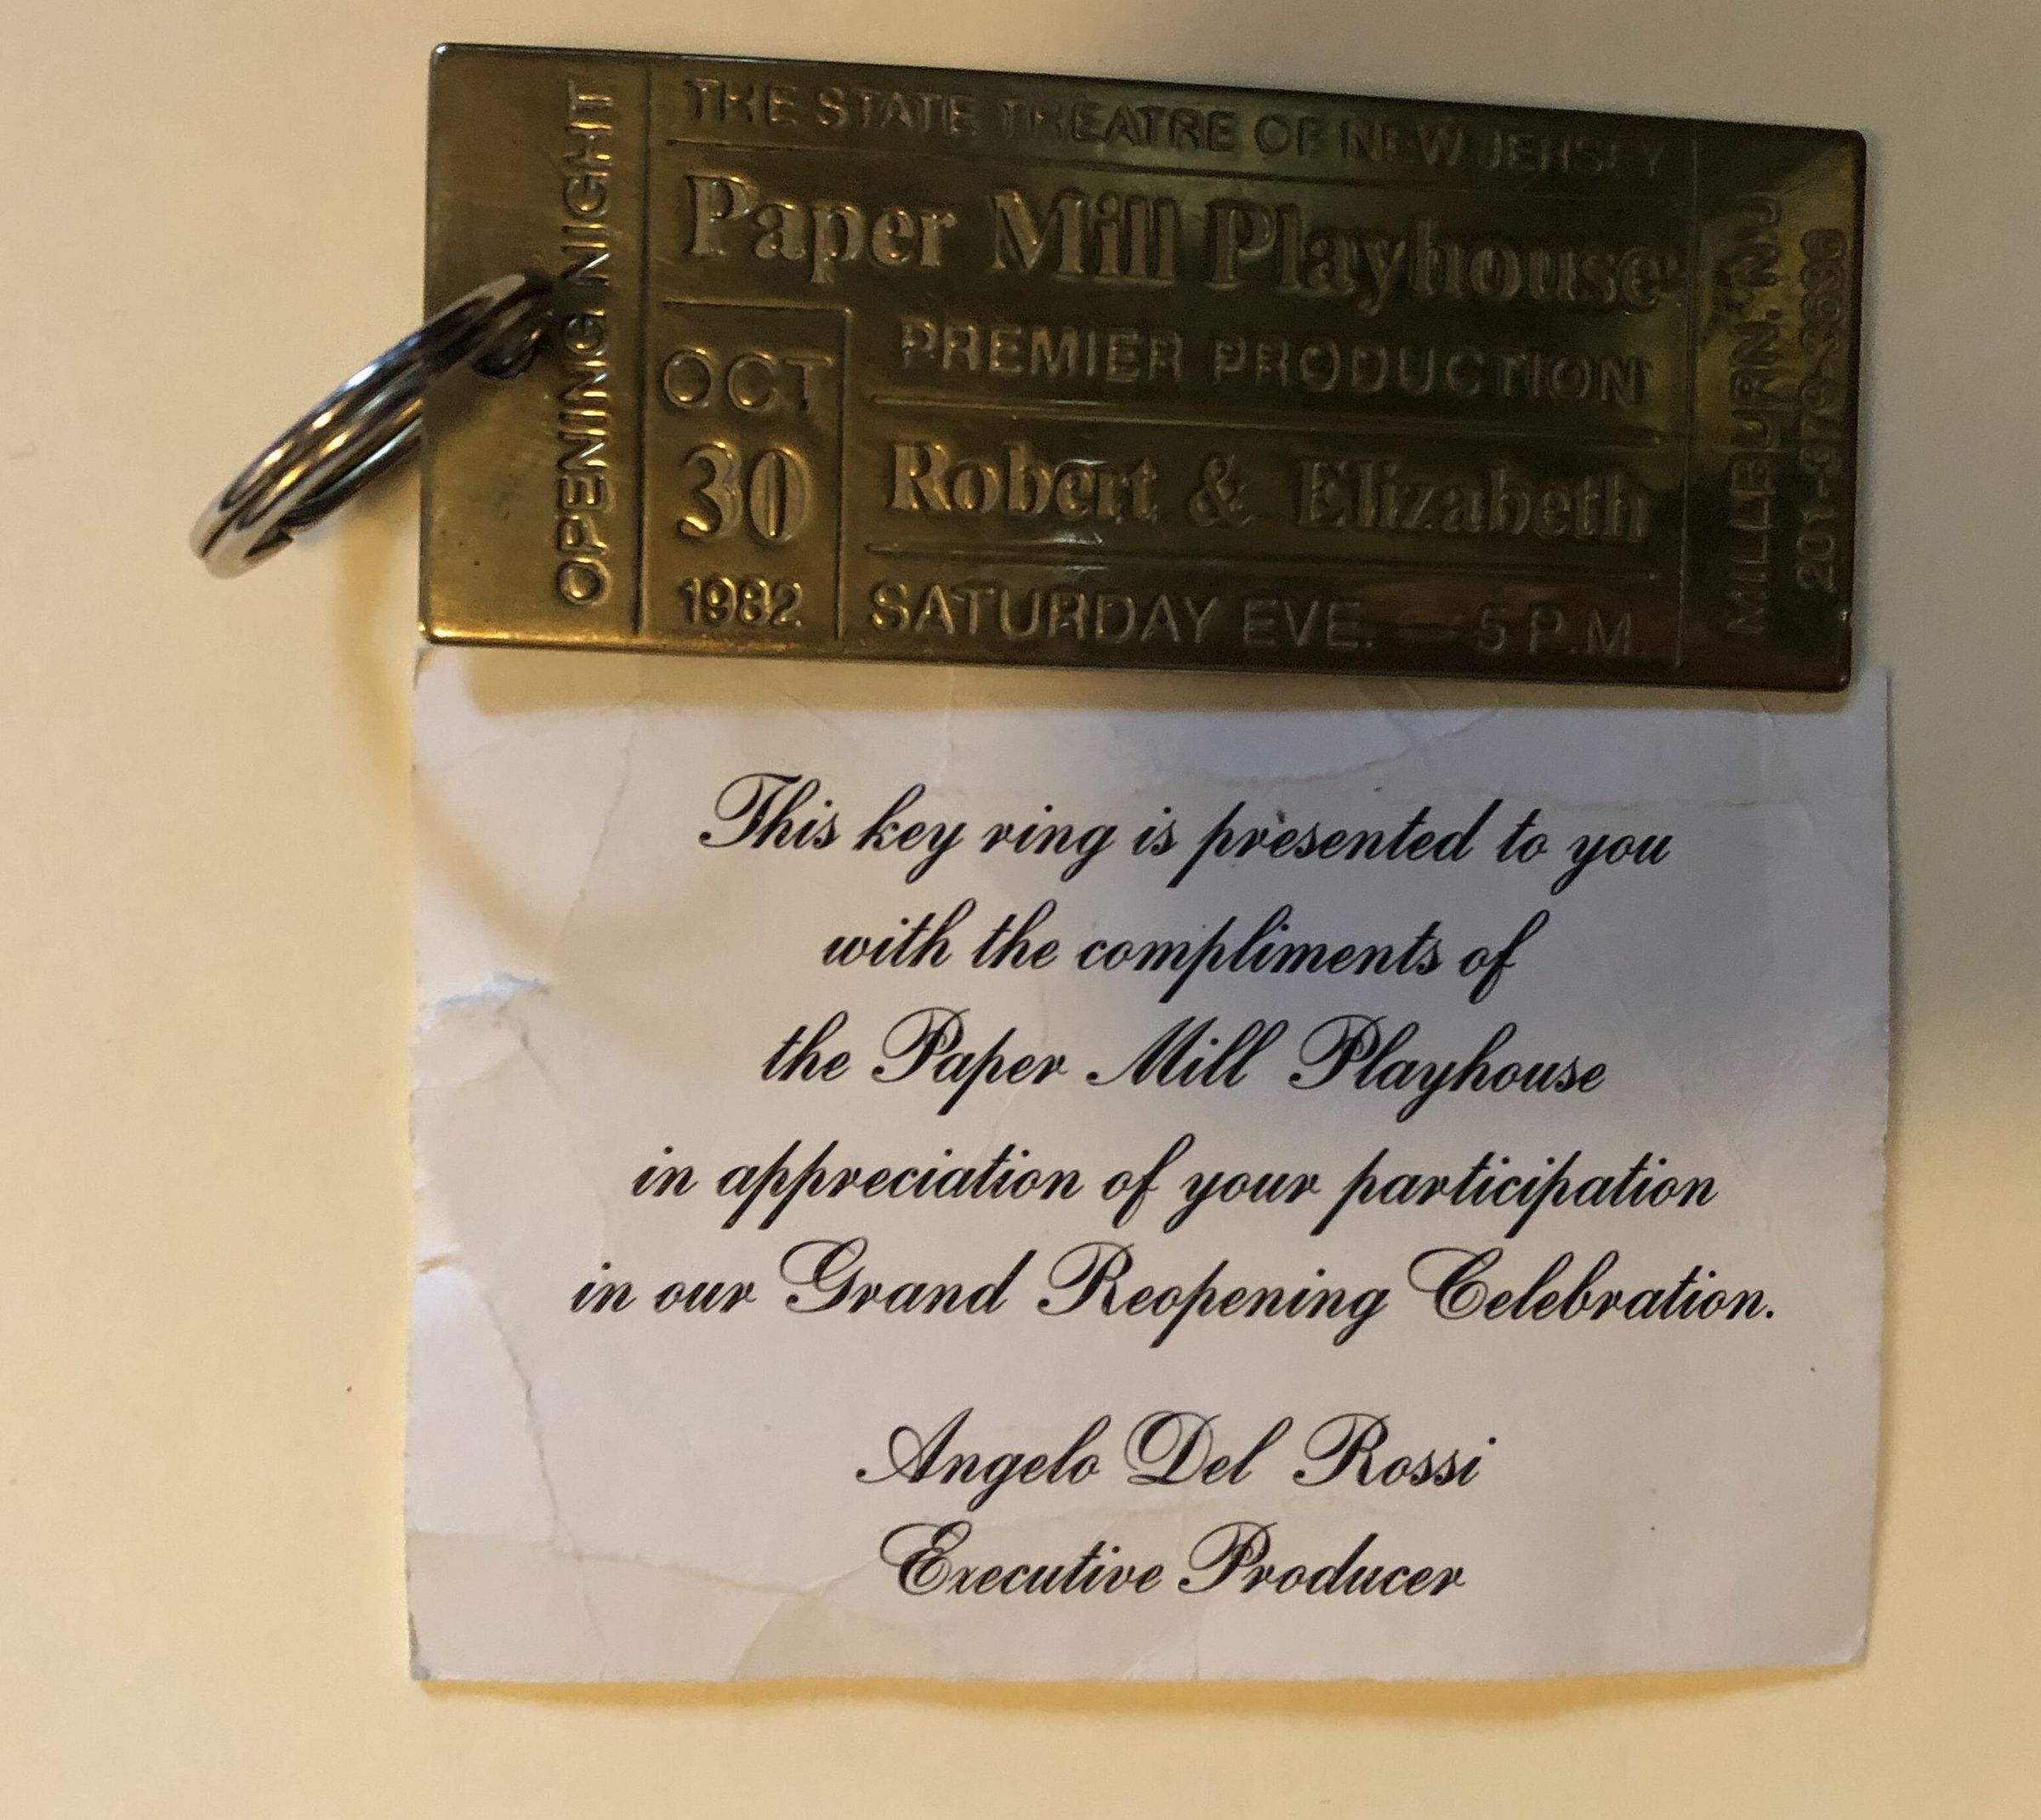 OPENING NIGHT
THE STATE THEATRE OF NEW JERSEY
Paper Mill Playhouse
OCT
30
1982
PREMIER PRODUCTION
Robert & Elizabeth
SATURDAY EVE. — 5 P.M.
MILLBURN, N.J.
201-379-3636
This key ring is presented to you
with the compliments of
the Paper Mill Playhouse
in appreciation of your participation
in our Grand Reopening Celebration.
Angelo Del Rossi
Executive Producer